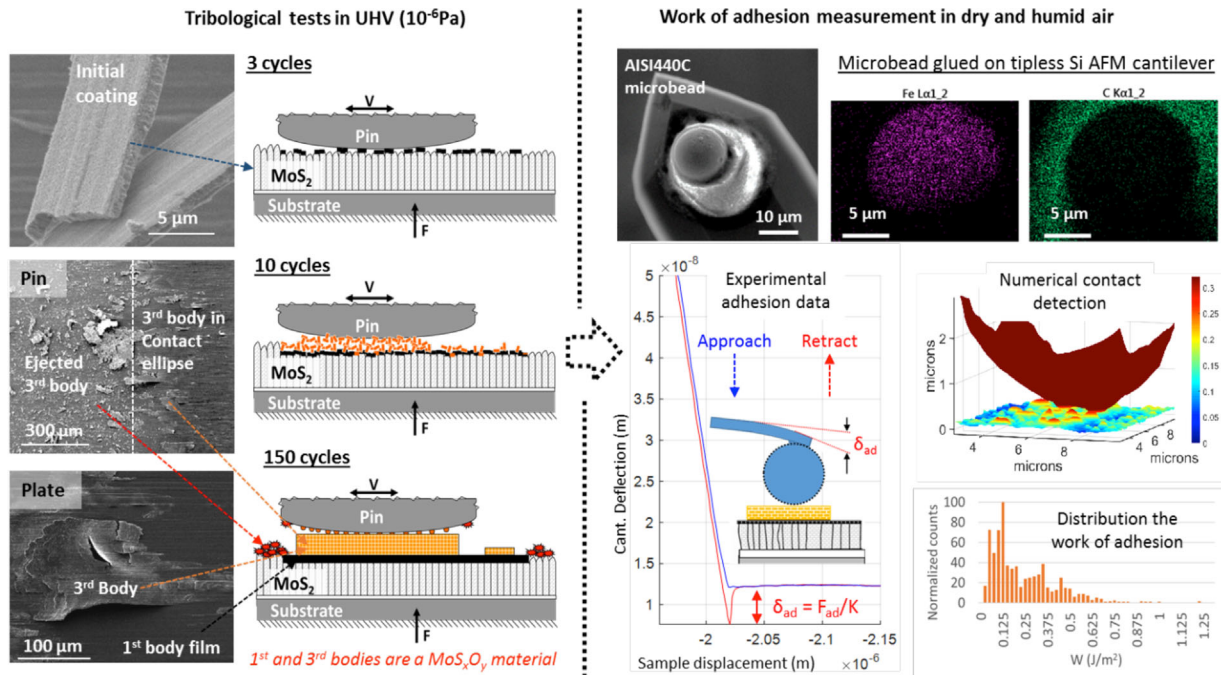 Tribological tests in UHV (10⁻⁶Pa)
Initial
coating
5 µm
3 cycles
V
Pin
MoS₂
Substrate
F
Pin
3rd body in
Contact
ellipse
Ejected
3rd body
300 µm
10 cycles
V
Pin
MoS₂
Substrate
F
Plate
3rd Body
1st body film
100 µm
150 cycles
V
Pin
MoS₂
Substrate
F
1st and 3rd bodies are a MoSₓOᵧ material
Work of adhesion measurement in dry and humid air
AISI440C
microbead
10 µm
Microbead glued on tipless Si AFM cantilever
Fe Lα1_2
5 µm
C Kα1_2
5 µm
×10⁻⁸
5
4.5
4
3.5
3
2.5
2
1.5
1
Cant. Deflection (m)
Experimental
adhesion data
Approach
Retract
δad
δad = Fad/K
-2
-2.05
-2.1
-2.15
Sample displacement (m)
×10⁻⁶
Numerical contact
detection
microns
2
1
0
4
6
8
microns
4
6
8
microns
0.3
0.25
0.2
0.15
0.1
0.05
0
Distribution the
work of adhesion
Normalized counts
100
80
60
40
20
0
0
0.125
0.25
0.375
0.5
0.625
0.75
0.875
1
1.125
1.25
W (J/m²)